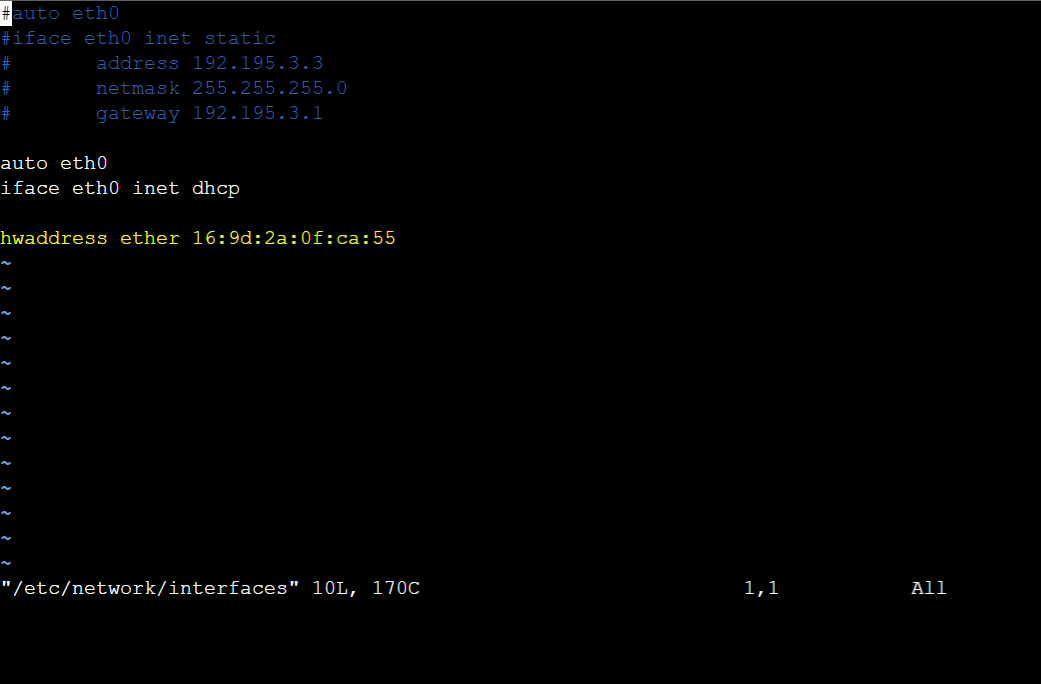 #auto eth0
#iface eth0 inet static
#       address 192.195.3.3
#       netmask 255.255.255.0
#       gateway 192.195.3.1

auto eth0
iface eth0 inet dhcp

hwaddress ether 16:9d:2a:0f:ca:55
~
~
~
~
~
~
~
~
~
~
~
~
~
"/etc/network/interfaces" 10L, 170C                           1,1           All